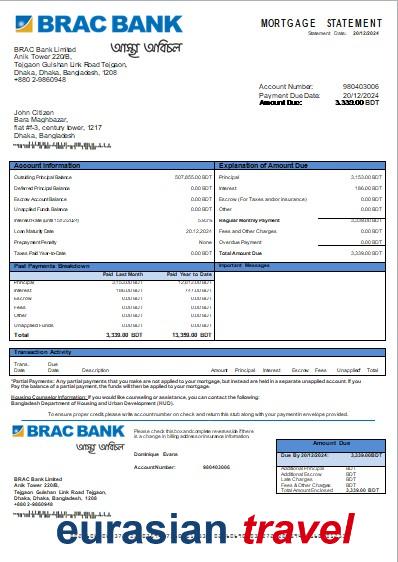 BRAC BANK
আস্থা অবিচল
MORTGAGE STATEMENT
Statement Date: 20/12/2024
BRAC Bank Limited
Anik Tower 220/B,
Tejgaon Gulshan Link Road Tejgaon,
Dhaka, Dhaka, Bangladesh, 1208
+880 2-9860948
Account Number: 980403006
Payment Due Date: 20/12/2024
Amount Due: 3,339.00 BDT
John Citizen
Bara Maghbazar,
flat #f-3, century tower, 1217
Dhaka, Bangladesh
Account Information
Outstanding Principal Balance 507,655.00 BDT
Deferred Principal Balance 0.00 BDT
Escrow Account Balance 0.00 BDT
Unapplied Funds Balance 0.00 BDT
Interest Rate
Loan Maturity Date 20.12.2024
Prepayment Penalty None
Taxes Paid Year-to-Date 0.00 BDT
Explanation of Amount Due
Principal 3,153.00 BDT
Interest 186.00 BDT
Escrow (For Taxes and/or Insurance) 0.00 BDT
Other 0.00 BDT
Regular Monthly Payment 3,339.00 BDT
Fees and Other Charges 0.00 BDT
Overdue Payment 0.00 BDT
Total Amount Due 3,339.00 BDT
Past Payments Breakdown
Paid Last Month Paid Year to Date
Principal 3,153.00 BDT 12,612.00 BDT
Interest 186.00 BDT 747.00 BDT
Escrow 0.00 BDT 0.00 BDT
Fees 0.00 BDT 0.00 BDT
Other 0.00 BDT 0.00 BDT
Unapplied Funds 0.00 BDT 0.00 BDT
Total 3,339.00 BDT 13,359.00 BDT
Important Messages
Transaction Activity
Trans. Date Due Date Description Amount Principal Interest Escrow Fees Unapplied Total
*Partial Payments: Any partial payments that you make are not applied to your mortgage, but instead are held in a separate unapplied account. If you
Pay the balance of a partial payment, the funds will then be applied to your mortgage.
Housing Counselor Information: If you would like counseling or assistance, you can contact the following:
Bangladesh Department of Housing and Urban Development (HUD).
To ensure proper credit, please write account number on check and return this stub along with your payment in envelope provided.
BRAC BANK
আস্থা অবিচল
Please check this box and complete reverse side if there
is a change in billing address or insurance information.
Dominique Evans
Account Number: 980403006
Amount Due
Due By 20/12/2024: 3,339.00 BDT
Additional Principal BDT
Additional Escrow BDT
Late Charges BDT
Fees & Other Charges BDT
Total Amount Enclosed 3,339.00 BDT
BRAC Bank Limited
Anik Tower 220/B,
Tejgaon Gulshan Link Road Tejgaon,
Dhaka, Dhaka, Bangladesh, 1208
+880 2-9860948
eurasian travel